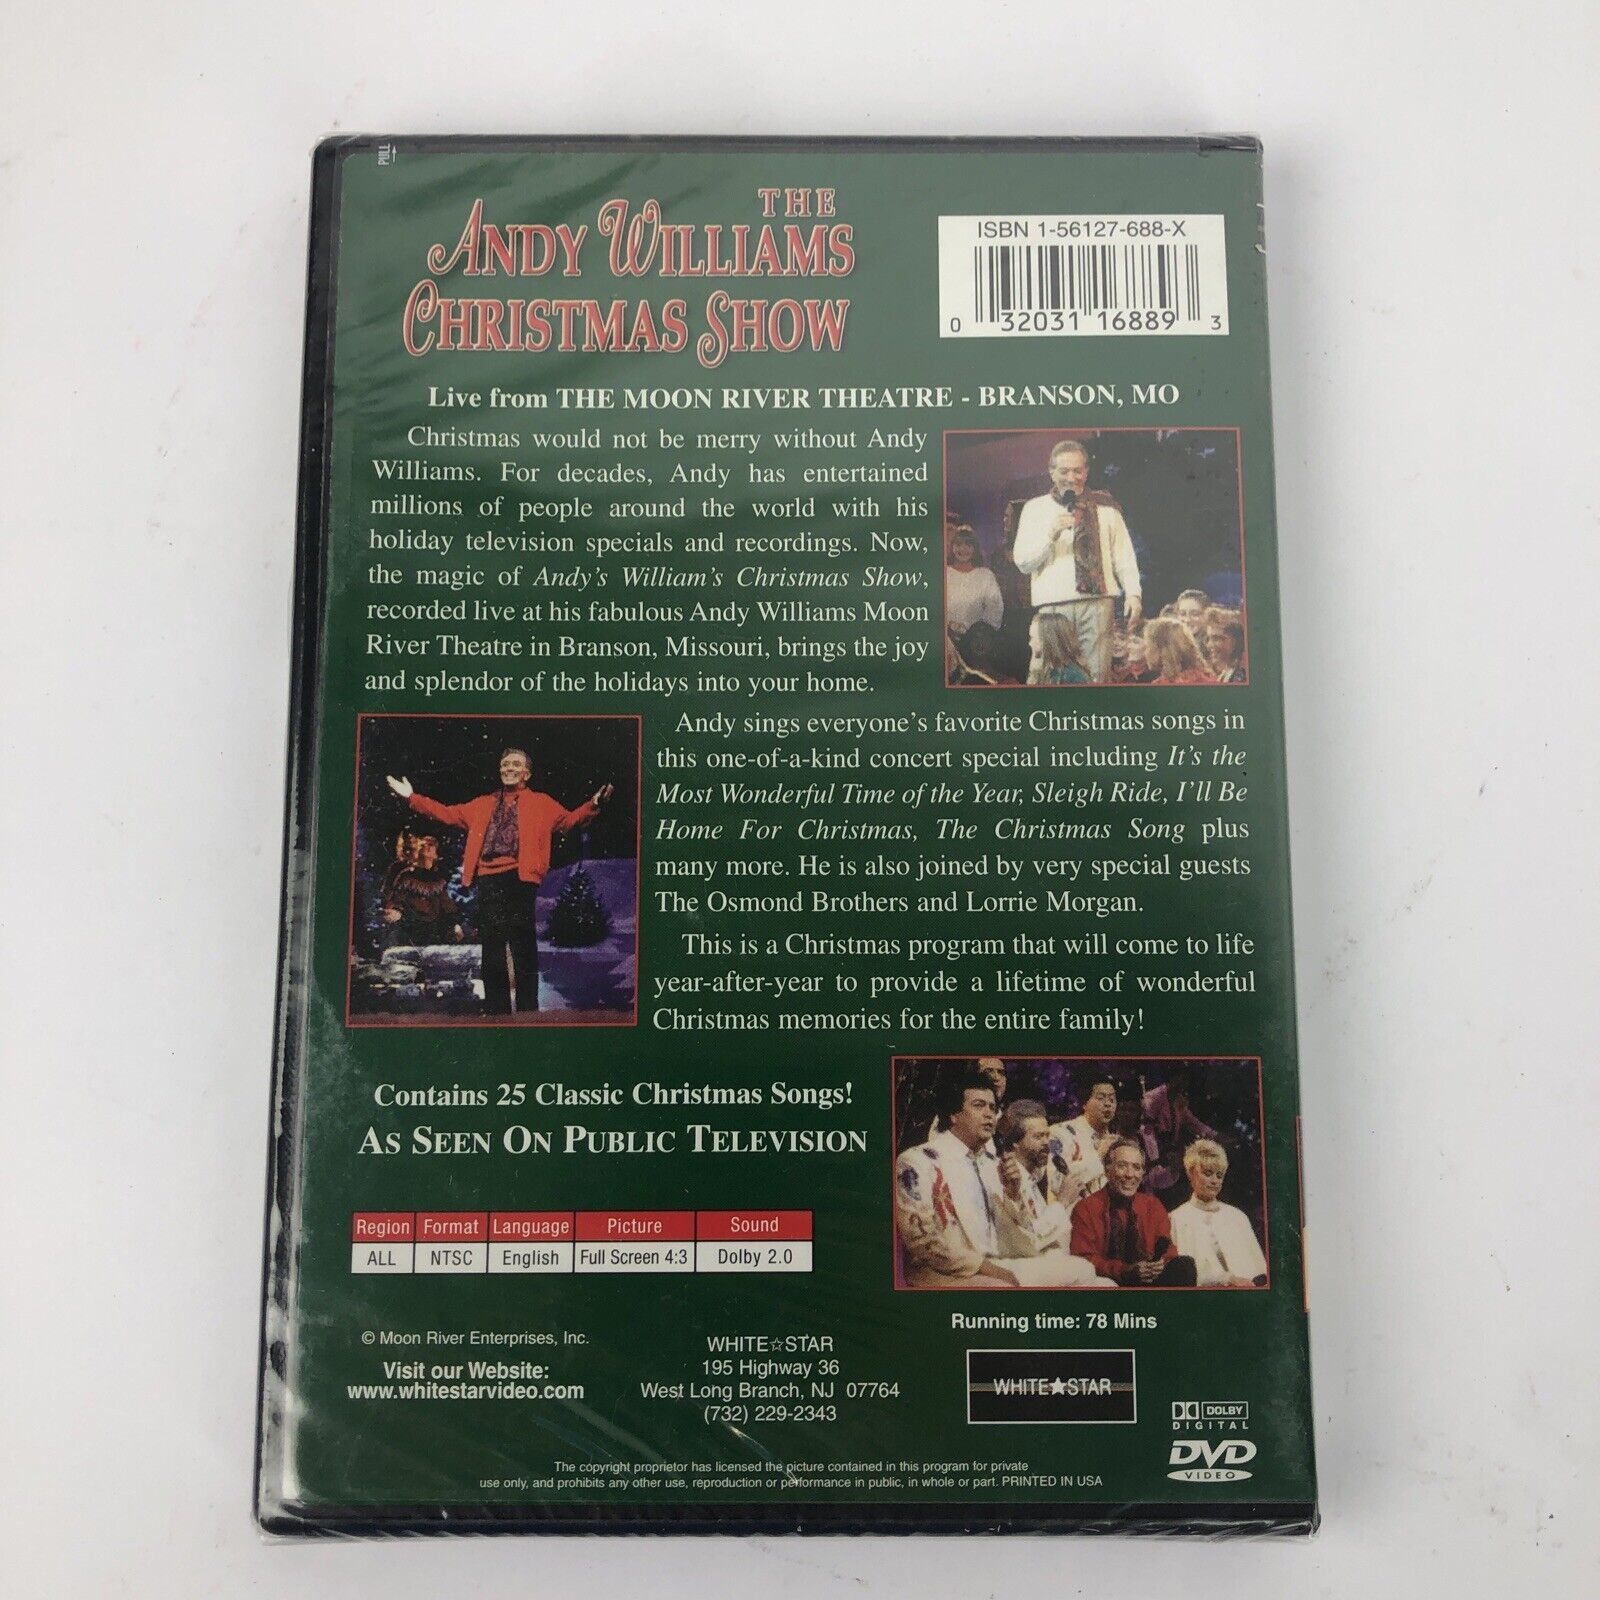 PULL
THE
ANDY WILLIAMS
CHRISTMAS SHOW
ISBN 1-56127-688-X
0 32031 16889 3
Live from THE MOON RIVER THEATRE - BRANSON, MO
Christmas would not be merry without Andy
Williams. For decades, Andy has entertained
millions of people around the world with his
holiday television specials and recordings. Now,
the magic of Andy's William's Christmas Show,
recorded live at his fabulous Andy Williams Moon
River Theatre in Branson, Missouri, brings the joy
and splendor of the holidays into your home.
Andy sings everyone's favorite Christmas songs in
this one-of-a-kind concert special including It's the
Most Wonderful Time of the Year, Sleigh Ride, I'll Be
Home For Christmas, The Christmas Song plus
many more. He is also joined by very special guests
The Osmond Brothers and Lorrie Morgan.
This is a Christmas program that will come to life
year-after-year to provide a lifetime of wonderful
Christmas memories for the entire family!
Contains 25 Classic Christmas Songs!
AS SEEN ON PUBLIC TELEVISION
Region Format Language Picture Sound
ALL NTSC English Full Screen 4:3 Dolby 2.0
Running time: 78 Mins
© Moon River Enterprises, Inc.
Visit our Website:
www.whitestarvideo.com
WHITE☆STAR
195 Highway 36
West Long Branch, NJ 07764
(732) 229-2343
WHITE★STAR
DOLBY
DIGITAL
DVD
VIDEO
The copyright proprietor has licensed the picture contained in this program for private
use only, and prohibits any other use, reproduction or performance in public, in whole or part. PRINTED IN USA